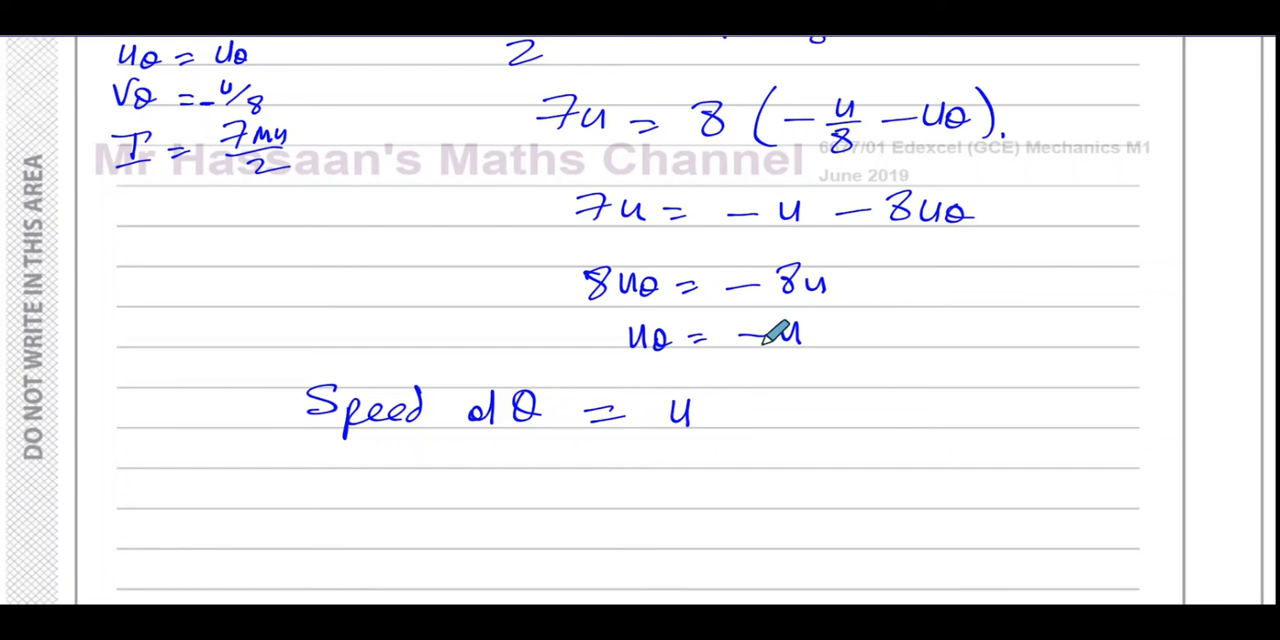 uQ = uQ
2
VQ = -u/8
7u = 8 ( - u/8 - uQ ).
I = 7mu/2
Mr Hassaan's Maths Channel
6677/01 Edexcel (GCE) Mechanics M1
June 2019
7u = - u - 8uQ
8uQ = - 8u
uQ = - u
Speed of Q = u
DO NOT WRITE IN THIS AREA